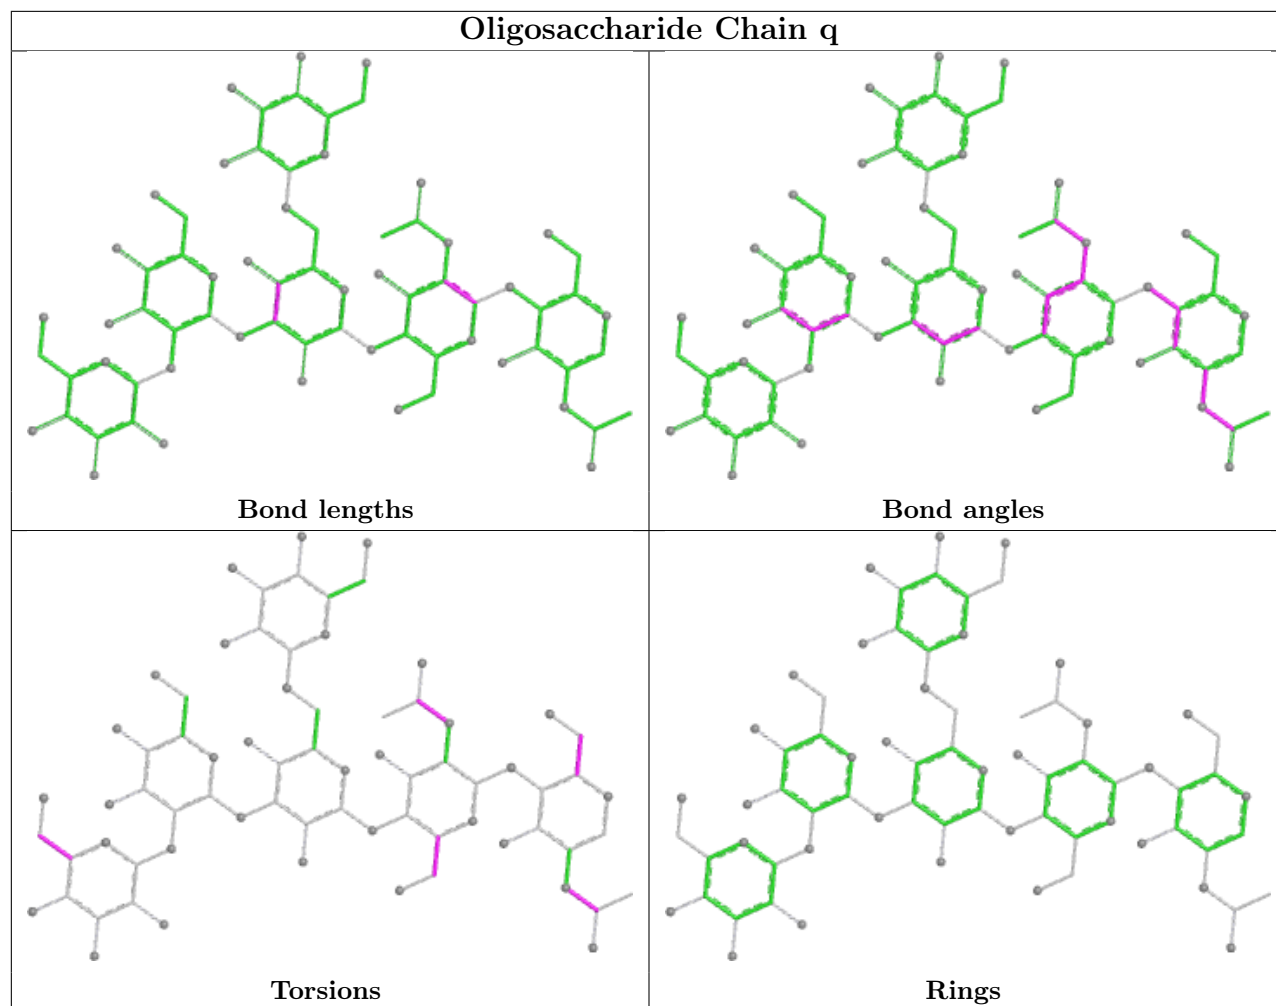 Oligosaccharide Chain q
Bond lengths
Bond angles
Torsions
Rings